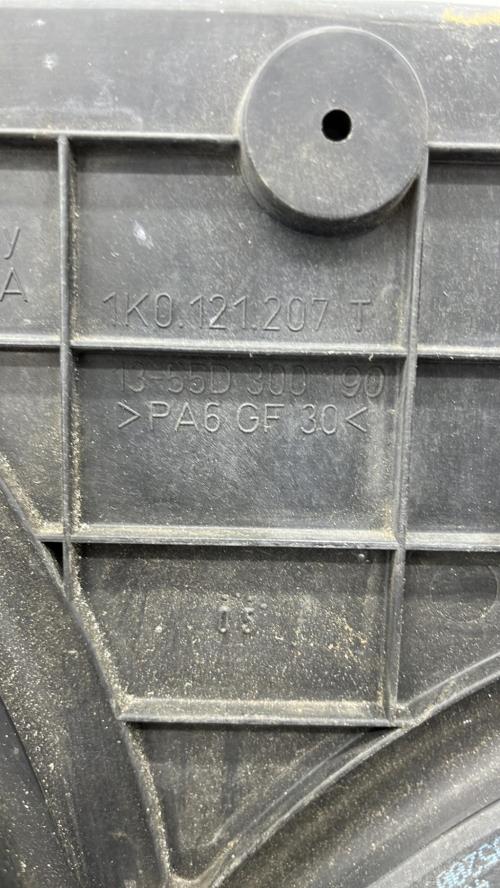 y
A
1K0.121.207 T
13-55D 300 190
>PA6 GF 30<